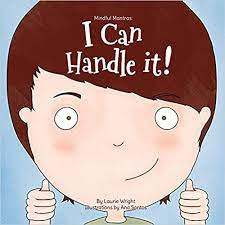 Mindful Mantras:
I Can
Handle it!
By Laurie Wright
Illustrations by Ana Santos